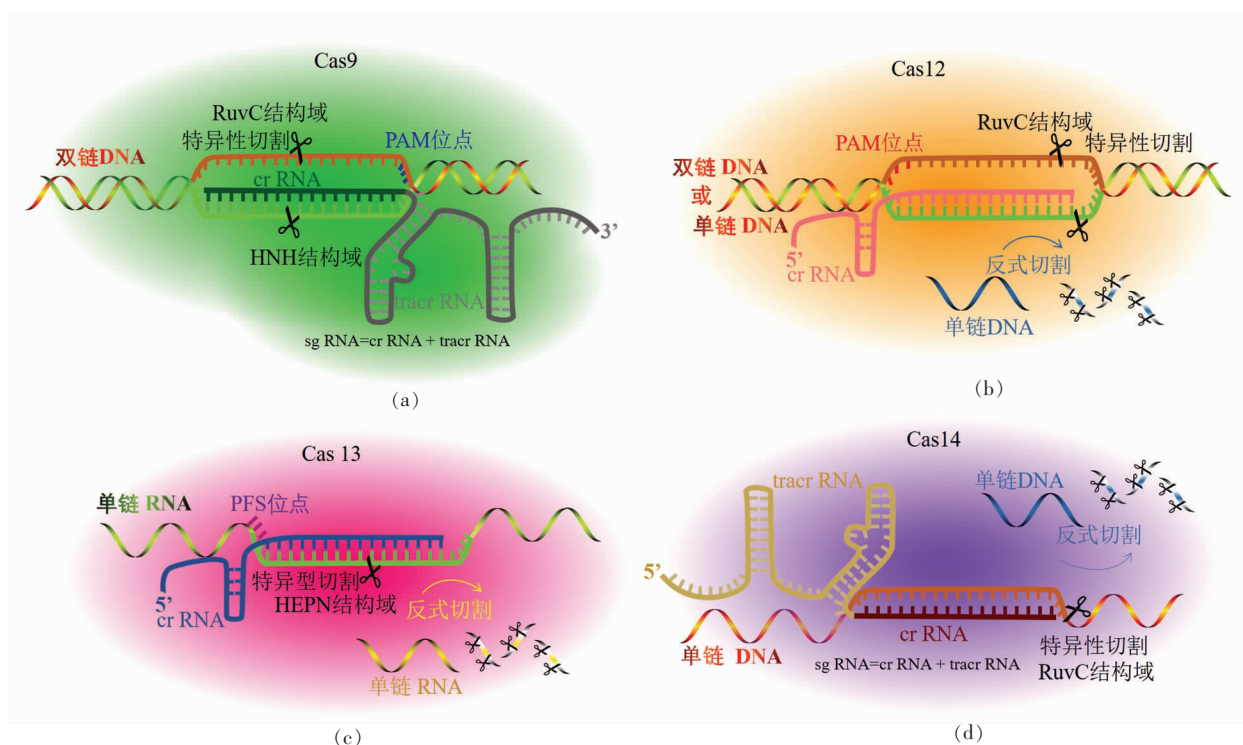 Cas9
RuvC结构域
特异性切割
PAM位点
双链DNA
cr RNA
HNH结构域
3’
tracr RNA
sg RNA=cr RNA + tracr RNA
(a)
Cas12
RuvC结构域
特异性切割
PAM位点
双链 DNA
或
单链 DNA
5’
cr RNA
反式切割
单链DNA
(b)
Cas 13
单链 RNA
PFS位点
特异型切割
HEPN结构域
5’
cr RNA
反式切割
单链 RNA
(c)
Cas14
tracr RNA
单链DNA
反式切割
5’
cr RNA
单链 DNA
sg RNA=cr RNA + tracr RNA
特异性切割
RuvC结构域
(d)